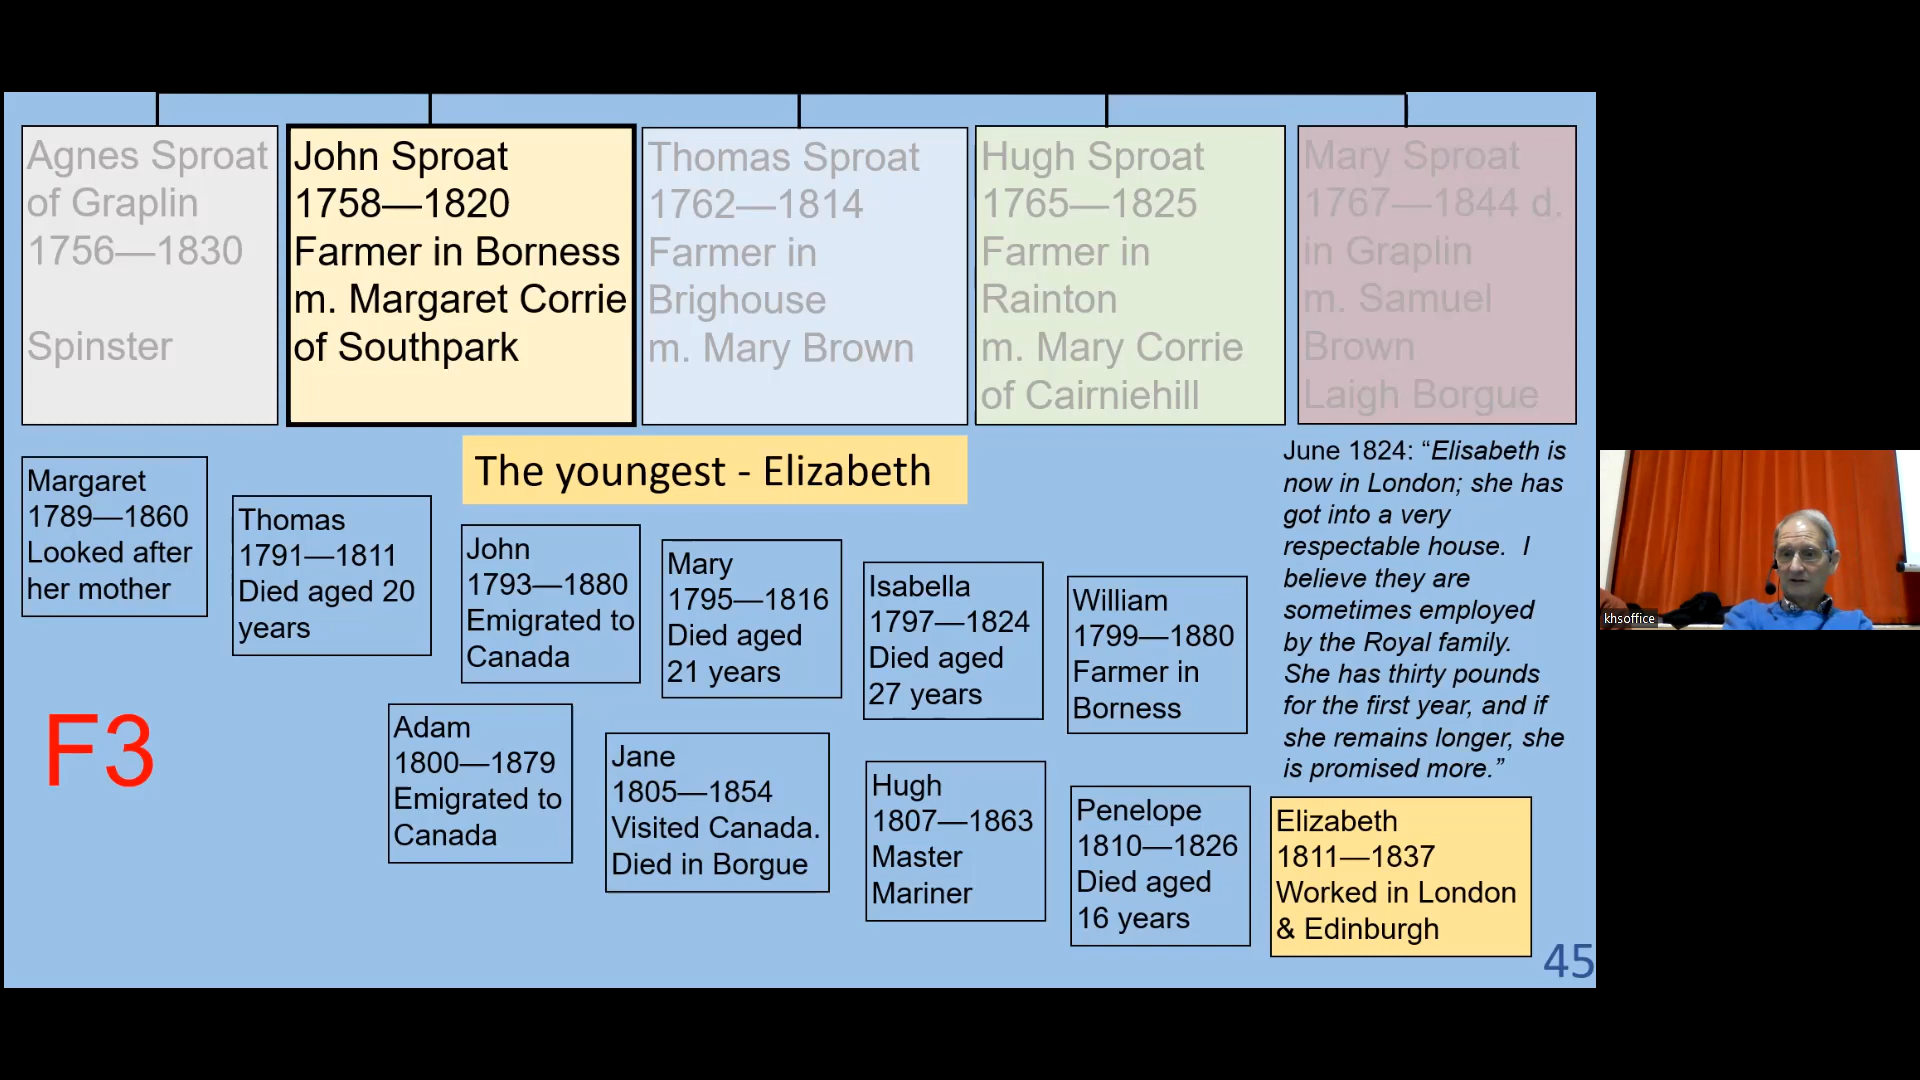 Agnes Sproat
of Graplin
1756—1830
Spinster
John Sproat
1758—1820
Farmer in Borness
m. Margaret Corrie
of Southpark
Thomas Sproat
1762—1814
Farmer in
Brighouse
m. Mary Brown
Hugh Sproat
1765—1825
Farmer in
Rainton
m. Mary Corrie
of Cairniehill
Mary Sproat
1767—1844 d.
in Graplin
m. Samuel
Brown
Laigh Borgue
The youngest - Elizabeth
Margaret
1789—1860
Looked after
her mother
Thomas
1791—1811
Died aged 20
years
John
1793—1880
Emigrated to
Canada
Mary
1795—1816
Died aged
21 years
Isabella
1797—1824
Died aged
27 years
William
1799—1880
Farmer in
Borness
June 1824: “Elisabeth is
now in London; she has
got into a very
respectable house.  I
believe they are
sometimes employed
by the Royal family.
She has thirty pounds
for the first year, and if
she remains longer, she
is promised more.”
F3
Adam
1800—1879
Emigrated to
Canada
Jane
1805—1854
Visited Canada.
Died in Borgue
Hugh
1807—1863
Master
Mariner
Penelope
1810—1826
Died aged
16 years
Elizabeth
1811—1837
Worked in London
& Edinburgh
45
khsoffice